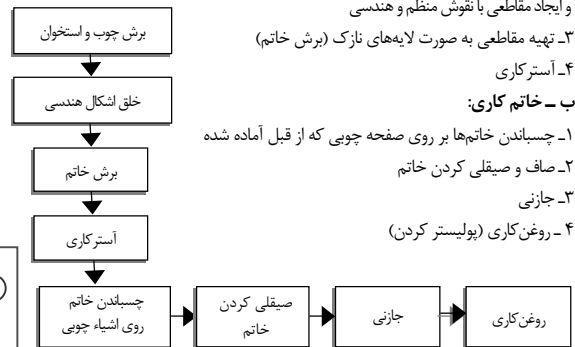 و ایجاد مقاطعی با نقوش منظم و هندسی
۳ـ تهیه مقاطعی به صورت لایه‌های نازک (برش خاتم)
۴ـ آسترکاری
ب ــ خاتم کاری:
۱ـ چسباندن خاتم‌ها بر روی صفحه چوبی که از قبل آماده شده
۲ـ صاف و صیقلی کردن خاتم
۳ـ جازنی
۴ ـ روغن‌کاری (پولیستر کردن)
برش چوب و استخوان
خلق اشکال هندسی
برش خاتم
آسترکاری
چسباندن خاتم
روی اشیاء چوبی
صیقلی کردن
خاتم
جازنی
روغن‌کاری